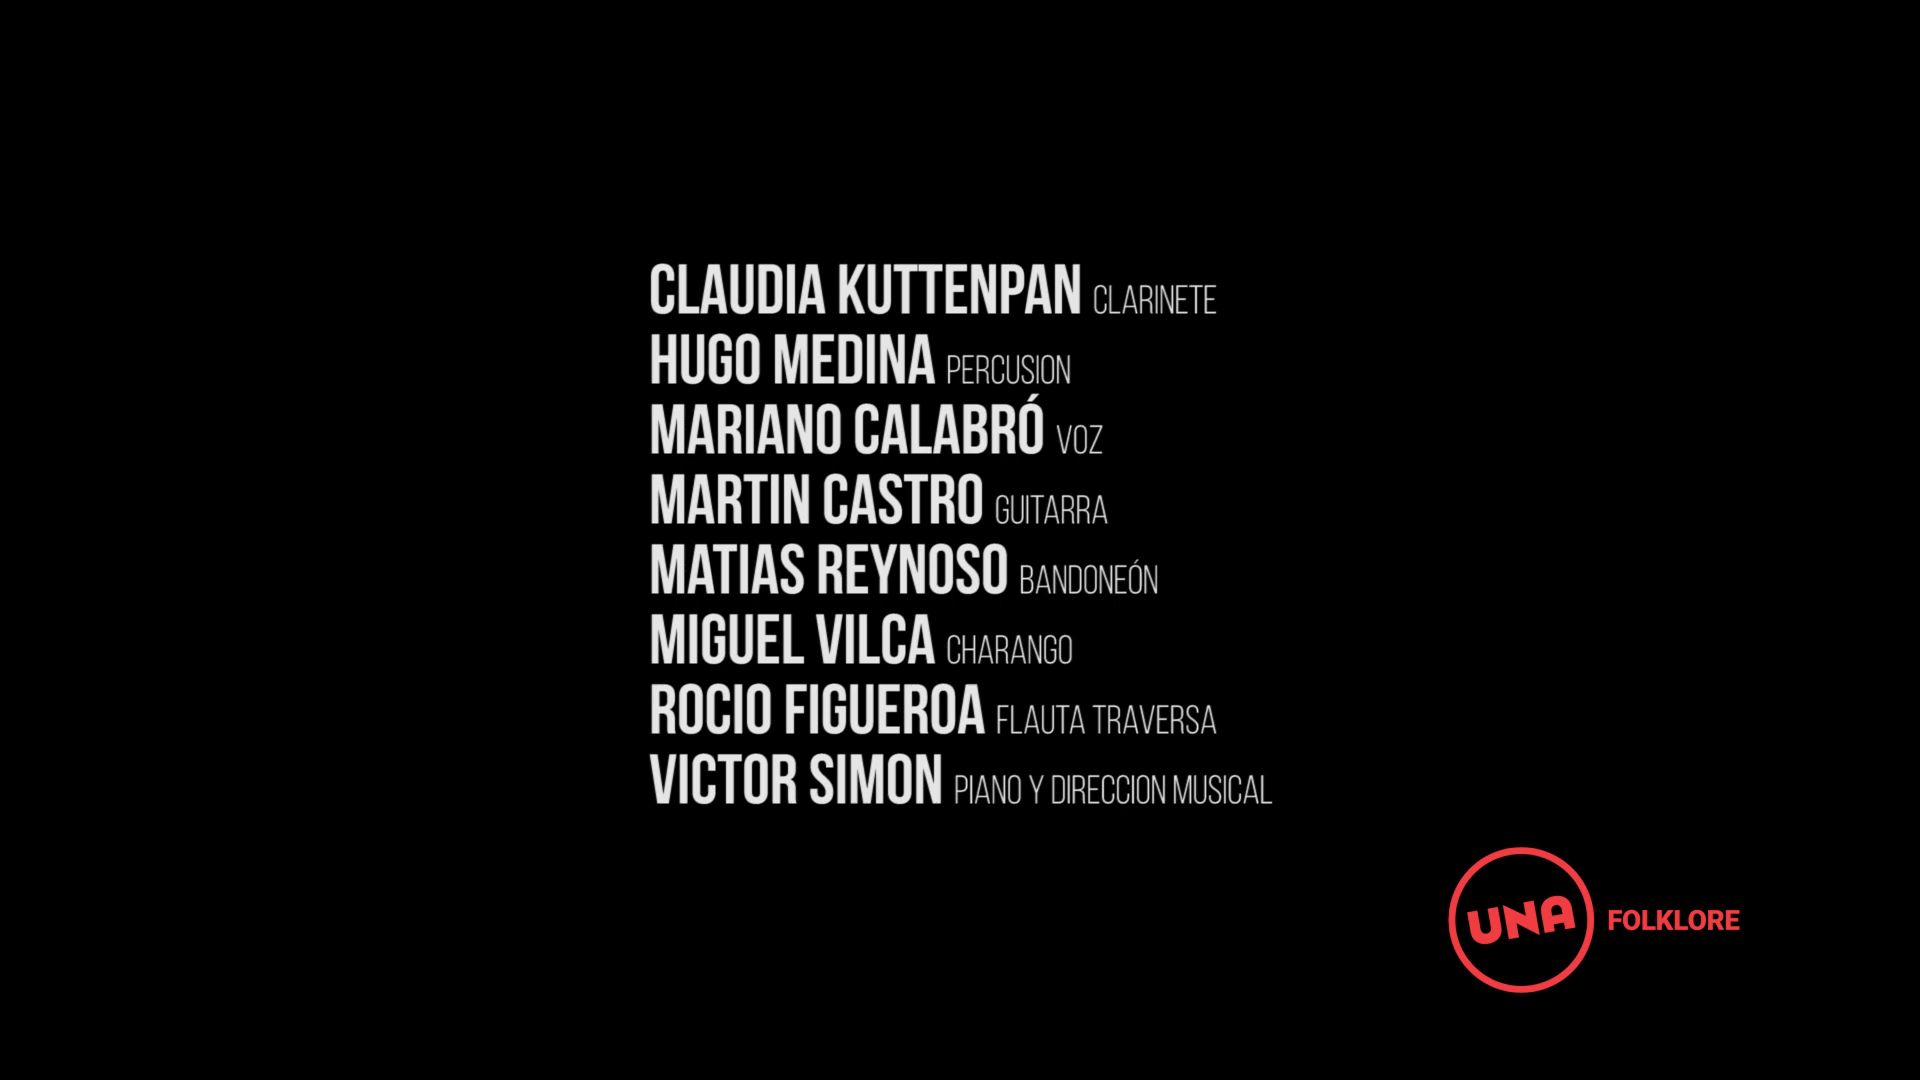 CLAUDIA KUTTENPAN CLARINETE
HUGO MEDINA PERCUSION
MARIANO CALABRÓ VOZ
MARTIN CASTRO GUITARRA
MATIAS REYNOSO BANDONEÓN
MIGUEL VILCA CHARANGO
ROCIO FIGUEROA FLAUTA TRAVERSA
VICTOR SIMON PIANO Y DIRECCION MUSICAL
UNA FOLKLORE